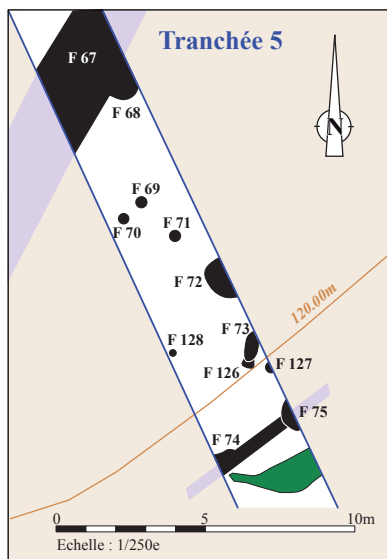 Tranchée 5
F 67
F 68
N
F 69
F 70
F 71
F 72
120.00m
F 73
F 128
F 126
F 127
F 75
F 74
0 5 10m
Echelle : 1/250e